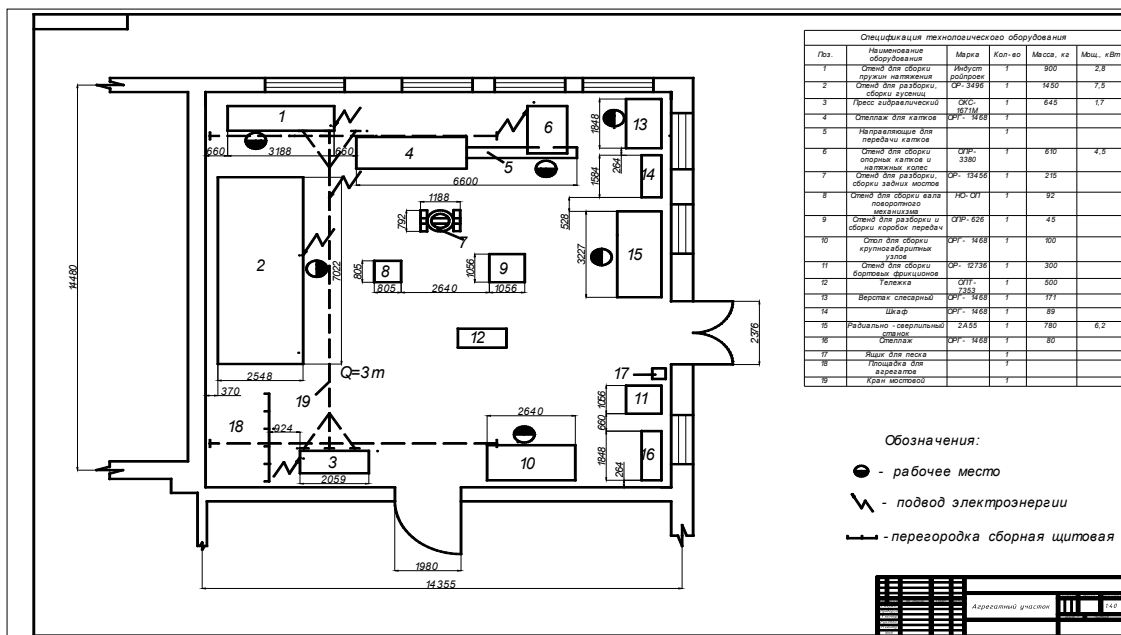 Спецификация технологического оборудования
Поз.
Наименование
оборудования
Марка
Кол-во
Масса, кг
Мощ., кВт
1
Стенд для сборки
пружин натяжения
Индуст
ройпроек
1
900
2,8
2
Стенд для разборки,
сборки гусениц
ОР-3496
1
1450
7,5
3
Пресс гидравлический
ОКС-
1671М
1
645
1,7
4
Стеллаж для катков
ОРГ-1468
1
5
Направляющие для
передачи катков
1
6
Стенд для сборки
опорных катков и
натяжных колес
ОПР-
3380
1
610
4,5
7
Стенд для разборки,
сборки задних мостов
ОР-13456
1
215
8
Стенд для сборки вала
поворотного
механизма
НО-ОП
1
92
9
Стенд для разборки и
сборки коробок передач
ОПР-626
1
45
10
Стол для сборки
крупногабаритных
узлов
ОРГ-1468
1
100
11
Стенд для сборки
бортовых фрикционов
ОР-12736
1
300
12
Тележка
ОПТ-
7353
1
500
13
Верстак слесарный
ОРГ-1468
1
171
14
Шкаф
ОРГ-1468
1
89
15
Радиально-сверлильный
станок
2А55
1
780
6,2
16
Стеллаж
ОРГ-1468
1
80
17
Ящик для песка
1
18
Площадка для
агрегатов
1
19
Кран мостовой
1
1
6
13
1848
660
3188
660
4
5
264
1584
14
6600
1188
792
7
528
2
7022
3227
15
14480
805
8
805
2640
1056
9
1056
12
2376
2548
370
Q=3т
19
17
1056
11
18
924
2640
660
3
2059
10
1848
264
16
1980
14355
Обозначения:
- рабочее место
- подвод электроэнергии
- перегородка сборная щитовая
Агрегатный участок
1:40